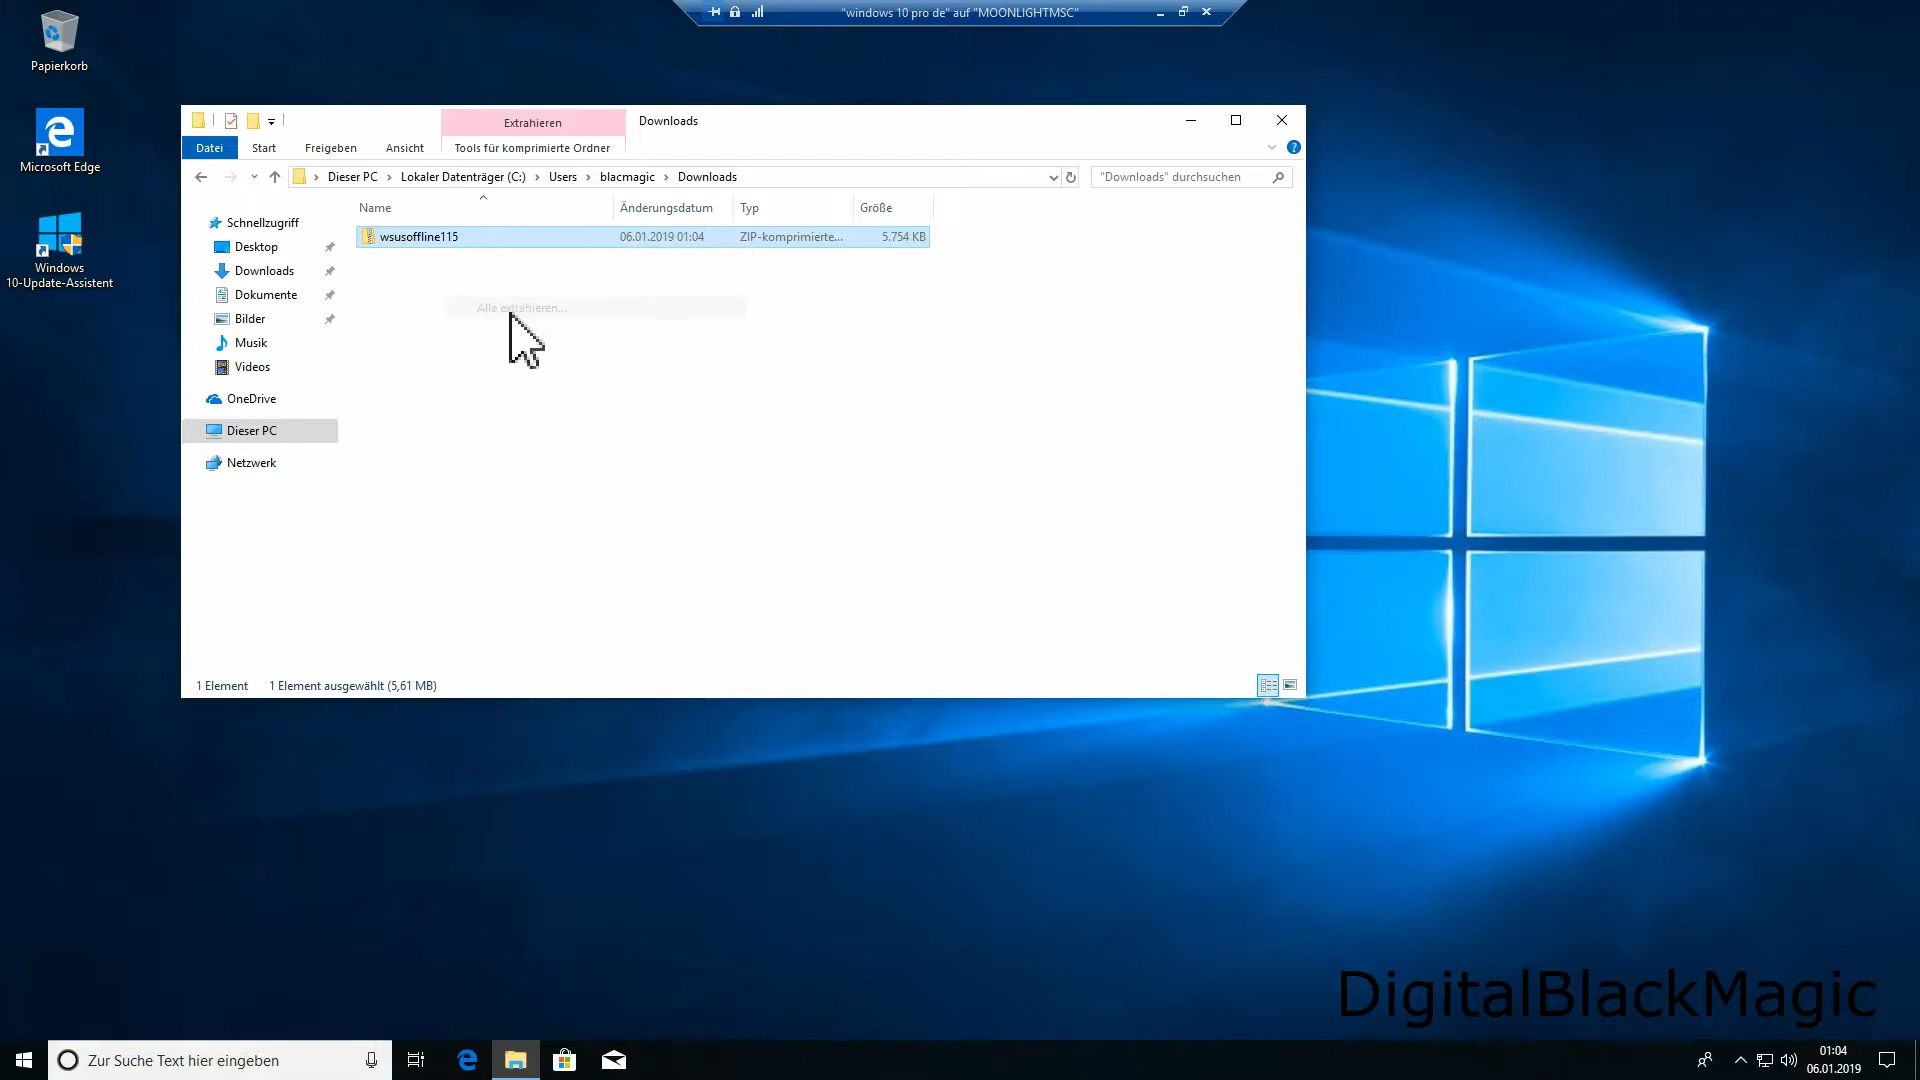 "windows 10 pro de" auf "MOONLIGHTMSC"
Papierkorb
Microsoft Edge
Windows
10-Update-Assistent
Extrahieren
Downloads
Datei
Start
Freigeben
Ansicht
Tools für komprimierte Ordner
Dieser PC
Lokaler Datenträger (C:)
Users
blacmagic
Downloads
"Downloads" durchsuchen
Name
Änderungsdatum
Typ
Größe
wsusoffline115
06.01.2019 01:04
ZIP-komprimierte...
5.754 KB
Schnellzugriff
Desktop
Downloads
Dokumente
Bilder
Musik
Videos
OneDrive
Dieser PC
Netzwerk
Alle extrahieren...
1 Element
1 Element ausgewählt (5,61 MB)
DigitalBlackMagic
Zur Suche Text hier eingeben
01:04
06.01.2019